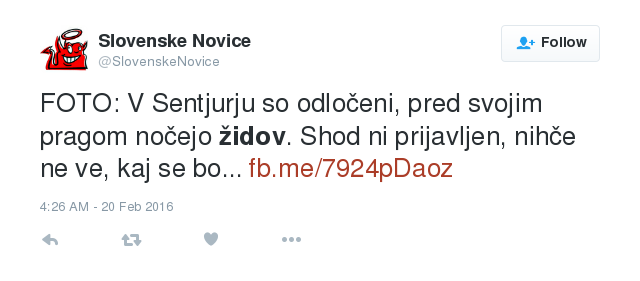 Slovenske Novice
@SlovenskeNovice
Follow
FOTO: V Sentjurju so odločeni, pred svojim
pragom nočejo židov. Shod ni prijavljen, nihče
ne ve, kaj se bo... fb.me/7924pDaoz
4:26 AM - 20 Feb 2016